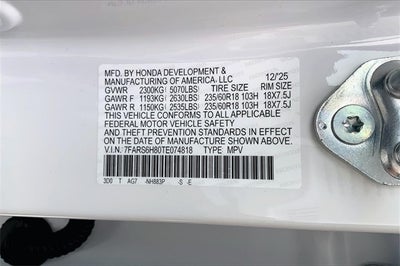 MFD. BY HONDA DEVELOPMENT & 12/25
MANUFACTURING OF AMERICA, LLC
GVWR 2300KG 5070LBS TIRE SIZE RIM SIZE
GAWR F 1193KG 2630LBS 235/60R18 103H 18X7.5J
GAWR R 1150KG 2535LBS 235/60R18 103H 18X7.5J
THIS VEHICLE CONFORMS TO ALL APPLICABLE
FEDERAL MOTOR VEHICLE SAFETY
AND THEFT PREVENTION STANDARDS IN EFFECT
ON THE DATE OF MANUFACTURE SHOWN ABOVE.
V.I.N. 7FARS6H80TE074818 TYPE MPV
3D0 T AG7 -NH883P -S -E